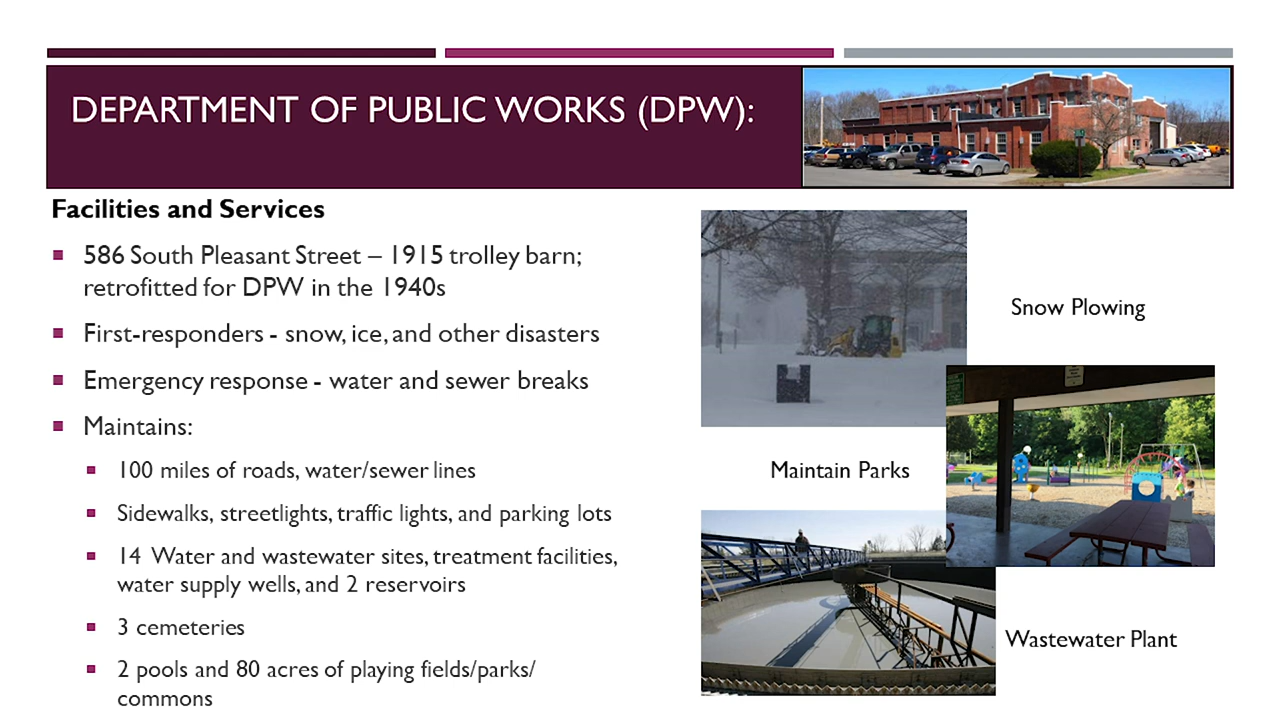 DEPARTMENT OF PUBLIC WORKS (DPW):
Facilities and Services
586 South Pleasant Street – 1915 trolley barn;
retrofitted for DPW in the 1940s
First-responders - snow, ice, and other disasters
Emergency response - water and sewer breaks
Maintains:
100 miles of roads, water/sewer lines
Sidewalks, streetlights, traffic lights, and parking lots
14 Water and wastewater sites, treatment facilities,
water supply wells, and 2 reservoirs
3 cemeteries
2 pools and 80 acres of playing fields/parks/
commons
Snow Plowing
Maintain Parks
Wastewater Plant